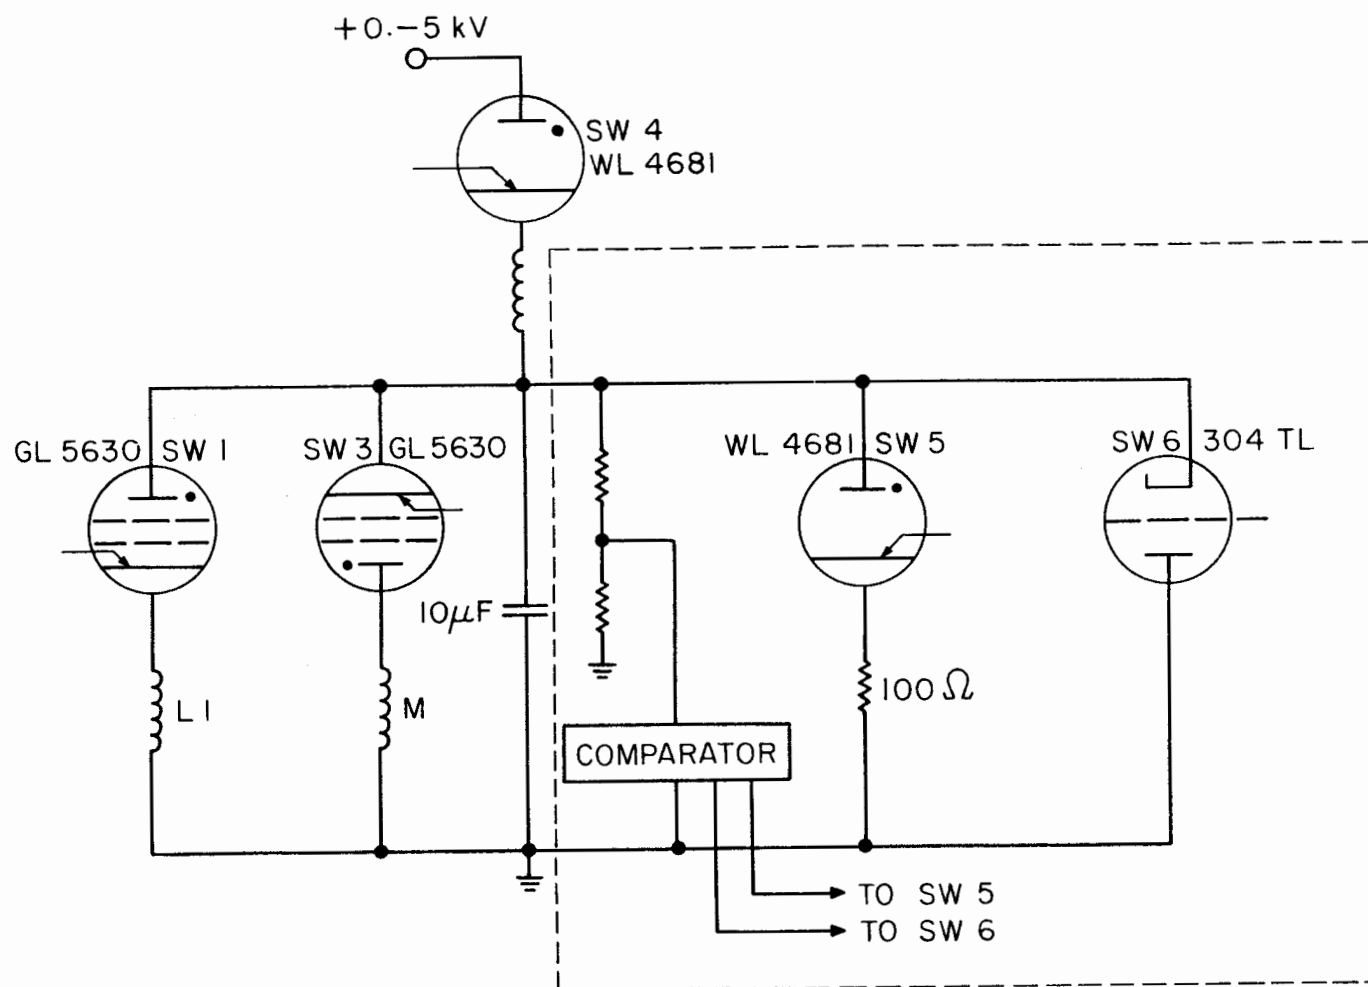 +0.–5 kV
SW 4
WL 4681
GL 5630 SW 1
SW 3 GL 5630
WL 4681 SW 5
SW 6 304 TL
10μF
L 1
M
100 Ω
COMPARATOR
TO SW 5
TO SW 6